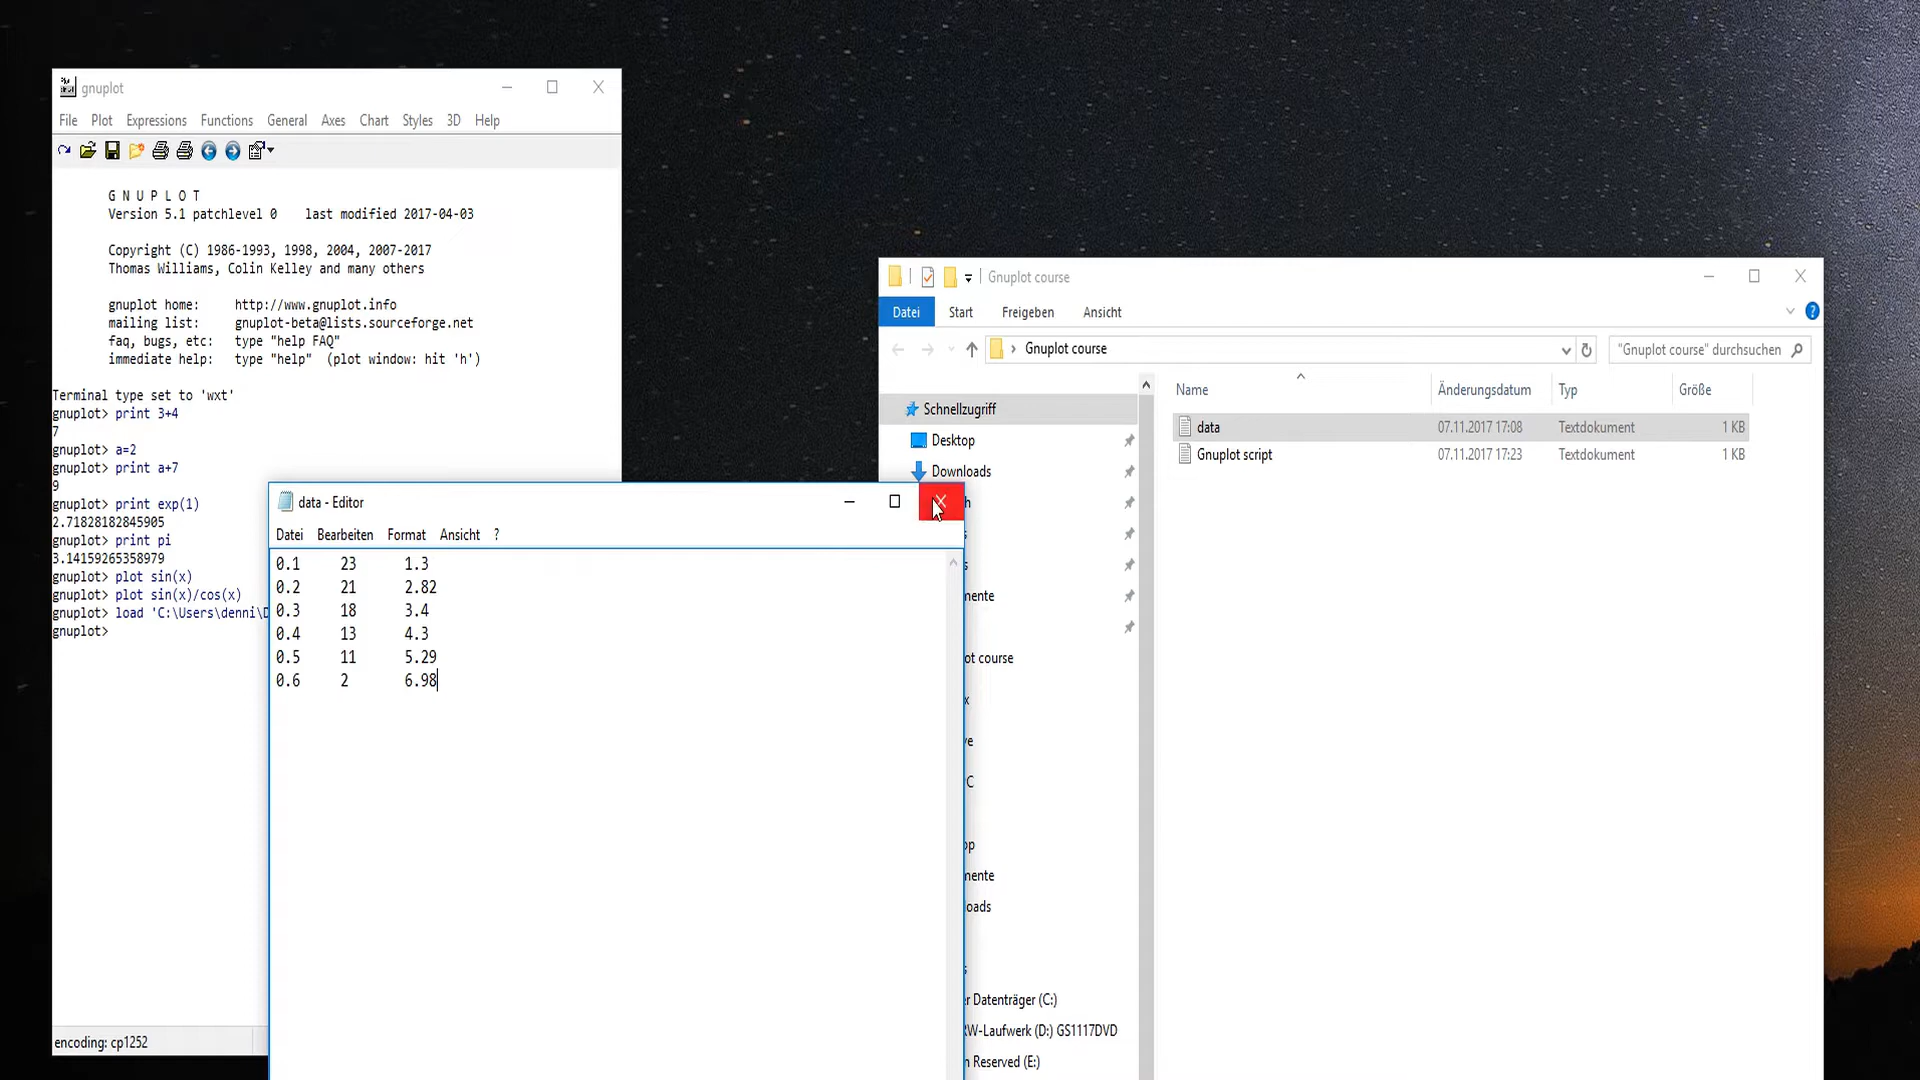 gnuplot
File Plot Expressions Functions General Axes Chart Styles 3D Help
G N U P L O T
Version 5.1 patchlevel 0 last modified 2017-04-03
Copyright (C) 1986-1993, 1998, 2004, 2007-2017
Thomas Williams, Colin Kelley and many others
gnuplot home: http://www.gnuplot.info
mailing list: gnuplot-beta@lists.sourceforge.net
faq, bugs, etc: type "help FAQ"
immediate help: type "help" (plot window: hit 'h')
Terminal type set to 'wxt'
gnuplot> print 3+4
7
gnuplot> a=2
gnuplot> print a+7
9
gnuplot> print exp(1)
2.71828182845905
gnuplot> print pi
3.14159265358979
gnuplot> plot sin(x)
gnuplot> plot sin(x)/cos(x)
gnuplot> load 'C:\Users\denni\D
gnuplot>
encoding: cp1252
data - Editor
Datei Bearbeiten Format Ansicht ?
0.1 23 1.3
0.2 21 2.82
0.3 18 3.4
0.4 13 4.3
0.5 11 5.29
0.6 2 6.98
Gnuplot course
Datei Start Freigeben Ansicht
Gnuplot course
"Gnuplot course" durchsuchen
Name Änderungsdatum Typ Größe
data 07.11.2017 17:08 Textdokument 1 KB
Gnuplot script 07.11.2017 17:23 Textdokument 1 KB
Schnellzugriff
Desktop
Downloads
h
s
s
mente
ot course
x
ve
C
op
mente
oads
s
er Datenträger (C:)
RW-Laufwerk (D:) GS1117DVD
n Reserved (E:)